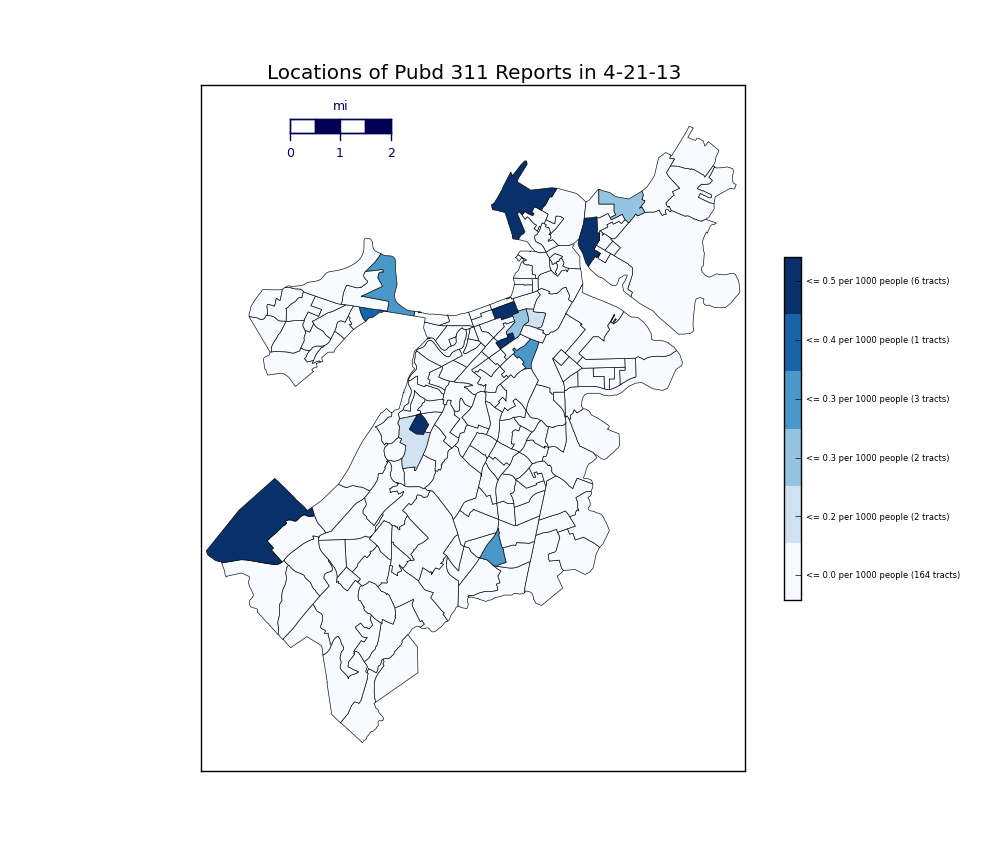 Locations of Pubd 311 Reports in 4-21-13
mi
0 1 2
<= 0.5 per 1000 people (6 tracts)
<= 0.4 per 1000 people (1 tracts)
<= 0.3 per 1000 people (3 tracts)
<= 0.3 per 1000 people (2 tracts)
<= 0.2 per 1000 people (2 tracts)
<= 0.0 per 1000 people (164 tracts)